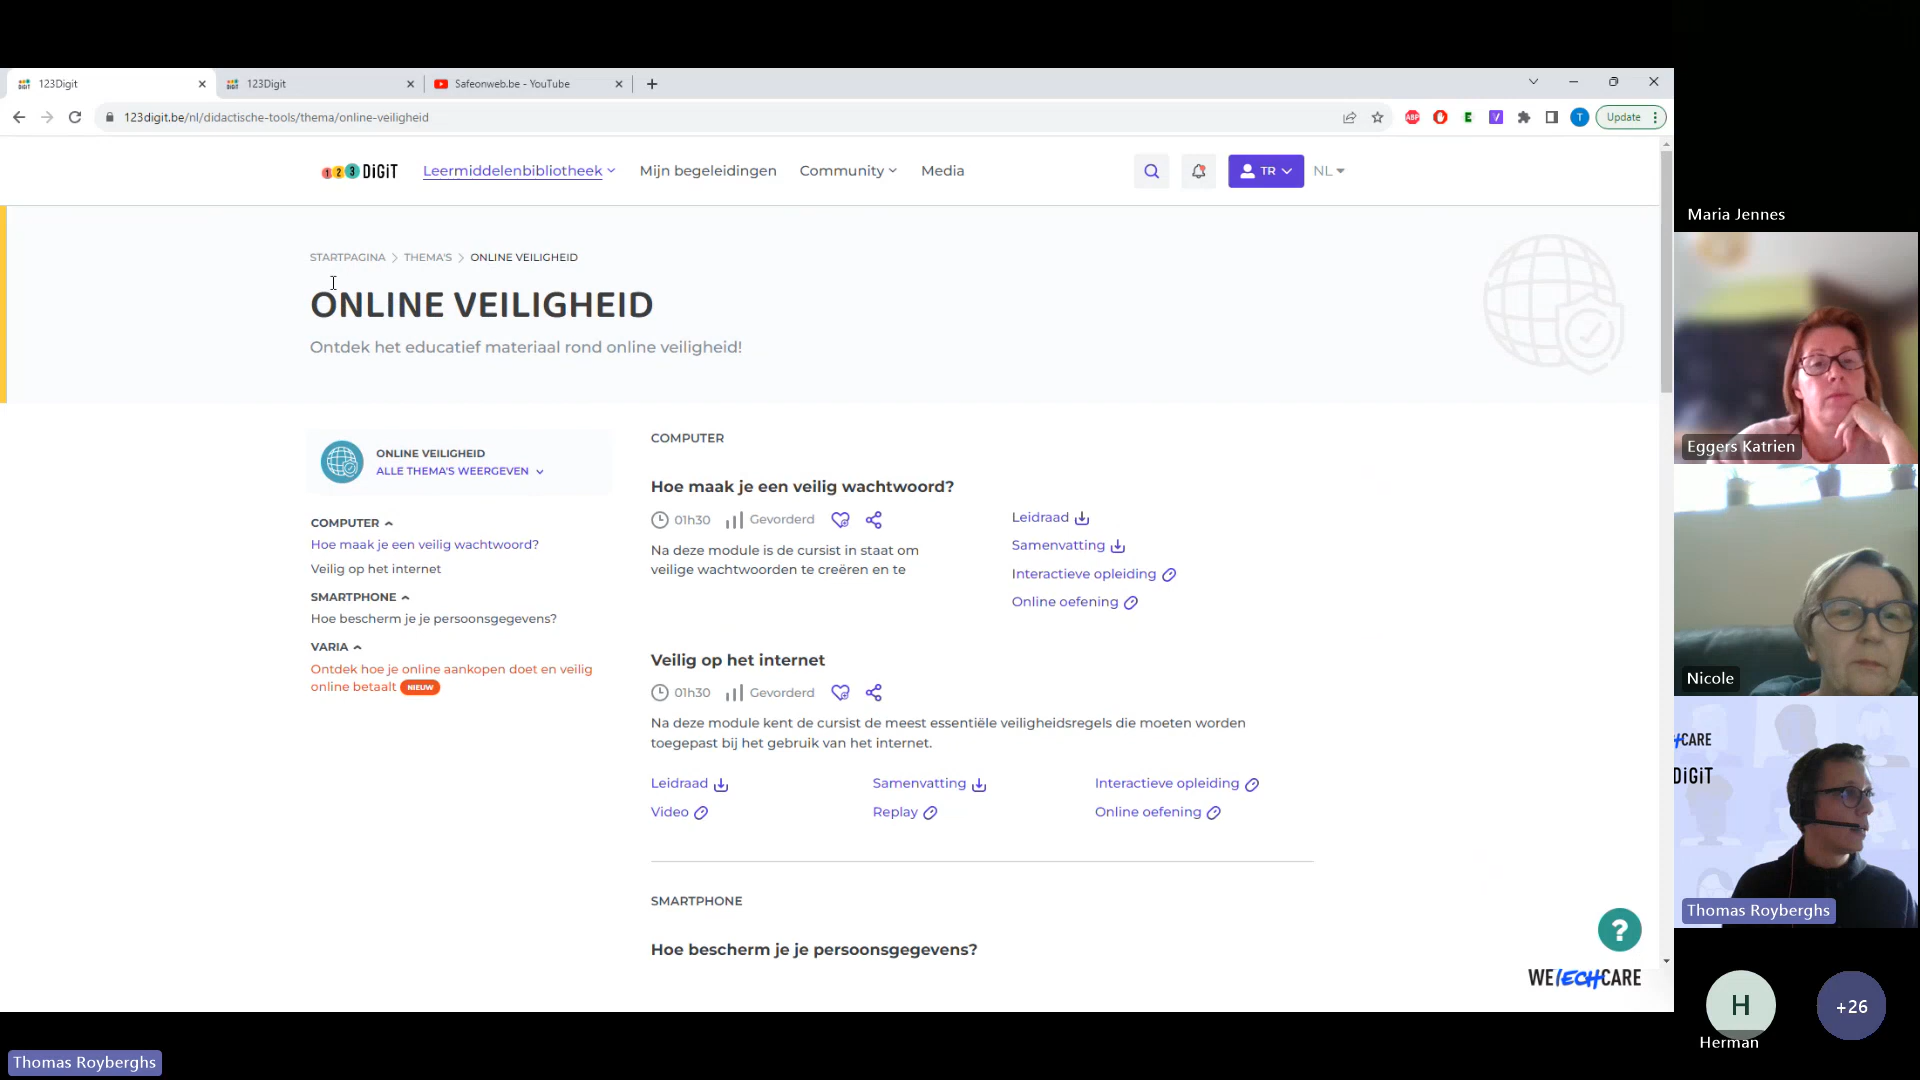 123Digit
123Digit
Safeonweb.be - YouTube
123digit.be/nl/didactische-tools/thema/online-veiligheid
ABP
T
Update
123 DiGiT
Leermiddelenbibliotheek
Mijn begeleidingen
Community
Media
TR
NL
STARTPAGINA > THEMA'S > ONLINE VEILIGHEID
ONLINE VEILIGHEID
Ontdek het educatief materiaal rond online veiligheid!
ONLINE VEILIGHEID
ALLE THEMA'S WEERGEVEN
COMPUTER
Hoe maak je een veilig wachtwoord?
Veilig op het internet
SMARTPHONE
Hoe bescherm je je persoonsgegevens?
VARIA
Ontdek hoe je online aankopen doet en veilig
online betaalt NIEUW
COMPUTER
Hoe maak je een veilig wachtwoord?
01h30 Gevorderd
Na deze module is de cursist in staat om
veilige wachtwoorden te creëren en te
Leidraad
Samenvatting
Interactieve opleiding
Online oefening
Veilig op het internet
01h30 Gevorderd
Na deze module kent de cursist de meest essentiële veiligheidsregels die moeten worden
toegepast bij het gebruik van het internet.
Leidraad Samenvatting Interactieve opleiding
Video Replay Online oefening
SMARTPHONE
Hoe bescherm je je persoonsgegevens?
?
WETECHCARE
Maria Jennes
Eggers Katrien
Nicole
CARE
DiGiT
Thomas Royberghs
H
Herman
+26
Thomas Royberghs